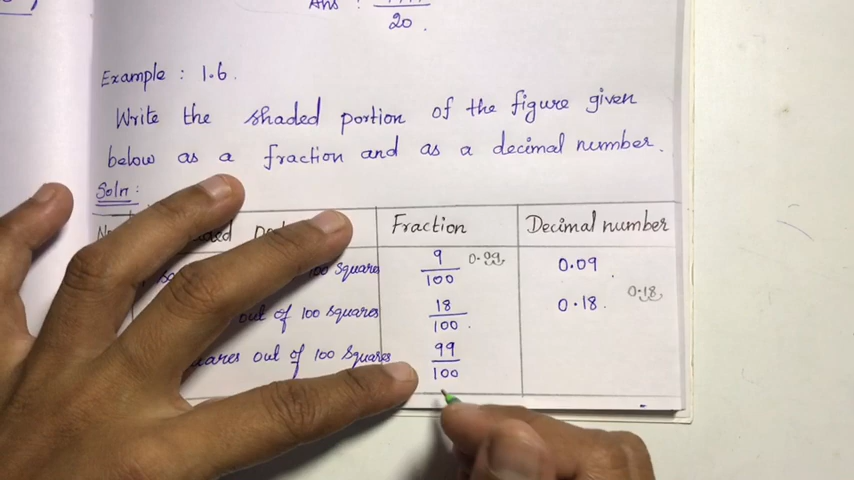 Ans :
20 .
Example : 1.6 .
Write the shaded portion of the figure given
below as a fraction and as a decimal number .
Soln :
Fraction Decimal number
100 Squares 9/100 0.09 0.09 .
out of 100 Squares 18/100 . 0.18 . 0.18
out of 100 Squares 99/100